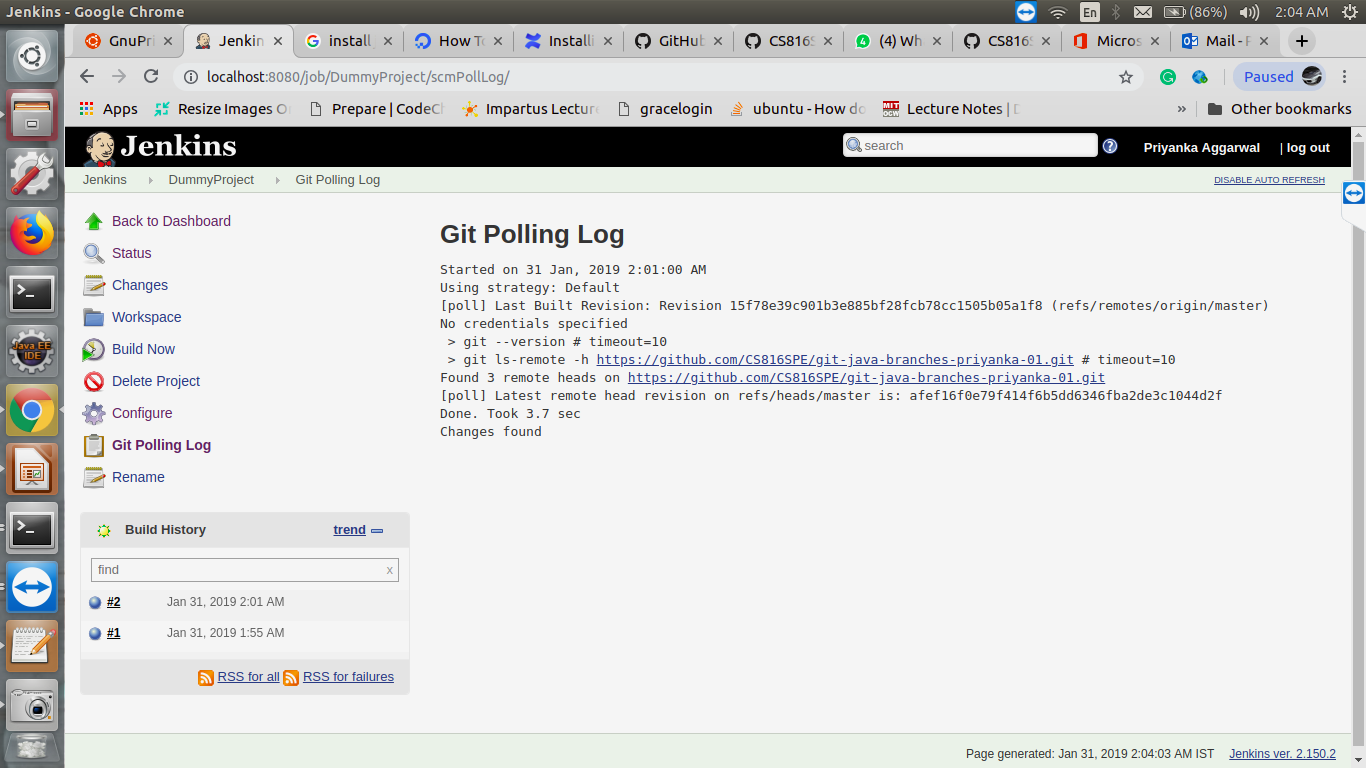 Jenkins - Google Chrome
En (86%) 2:04 AM
GnuPri × Jenkin × install × How T × Installi × GitHub × CS816S × (4) Wh × CS816S × Micros × Mail - × +
localhost:8080/job/DummyProject/scmPollLog/
Paused
Apps Resize Images O Prepare | CodeCh Impartus Lecture gracelogin ubuntu - How do Lecture Notes | » Other bookmarks
Jenkins
search
Priyanka Aggarwal | log out
Jenkins DummyProject Git Polling Log
DISABLE AUTO REFRESH
Back to Dashboard
Status
Changes
Workspace
Build Now
Delete Project
Configure
Git Polling Log
Rename
Java EE
IDE
Git Polling Log
Started on 31 Jan, 2019 2:01:00 AM
Using strategy: Default
[poll] Last Built Revision: Revision 15f78e39c901b3e885bf28fcb78cc1505b05a1f8 (refs/remotes/origin/master)
No credentials specified
> git --version # timeout=10
> git ls-remote -h https://github.com/CS816SPE/git-java-branches-priyanka-01.git # timeout=10
Found 3 remote heads on https://github.com/CS816SPE/git-java-branches-priyanka-01.git
[poll] Latest remote head revision on refs/heads/master is: afef16f0e79f414f6b5dd6346fba2de3c1044d2f
Done. Took 3.7 sec
Changes found
Build History trend
find x
#2 Jan 31, 2019 2:01 AM
#1 Jan 31, 2019 1:55 AM
RSS for all RSS for failures
Page generated: Jan 31, 2019 2:04:03 AM IST Jenkins ver. 2.150.2